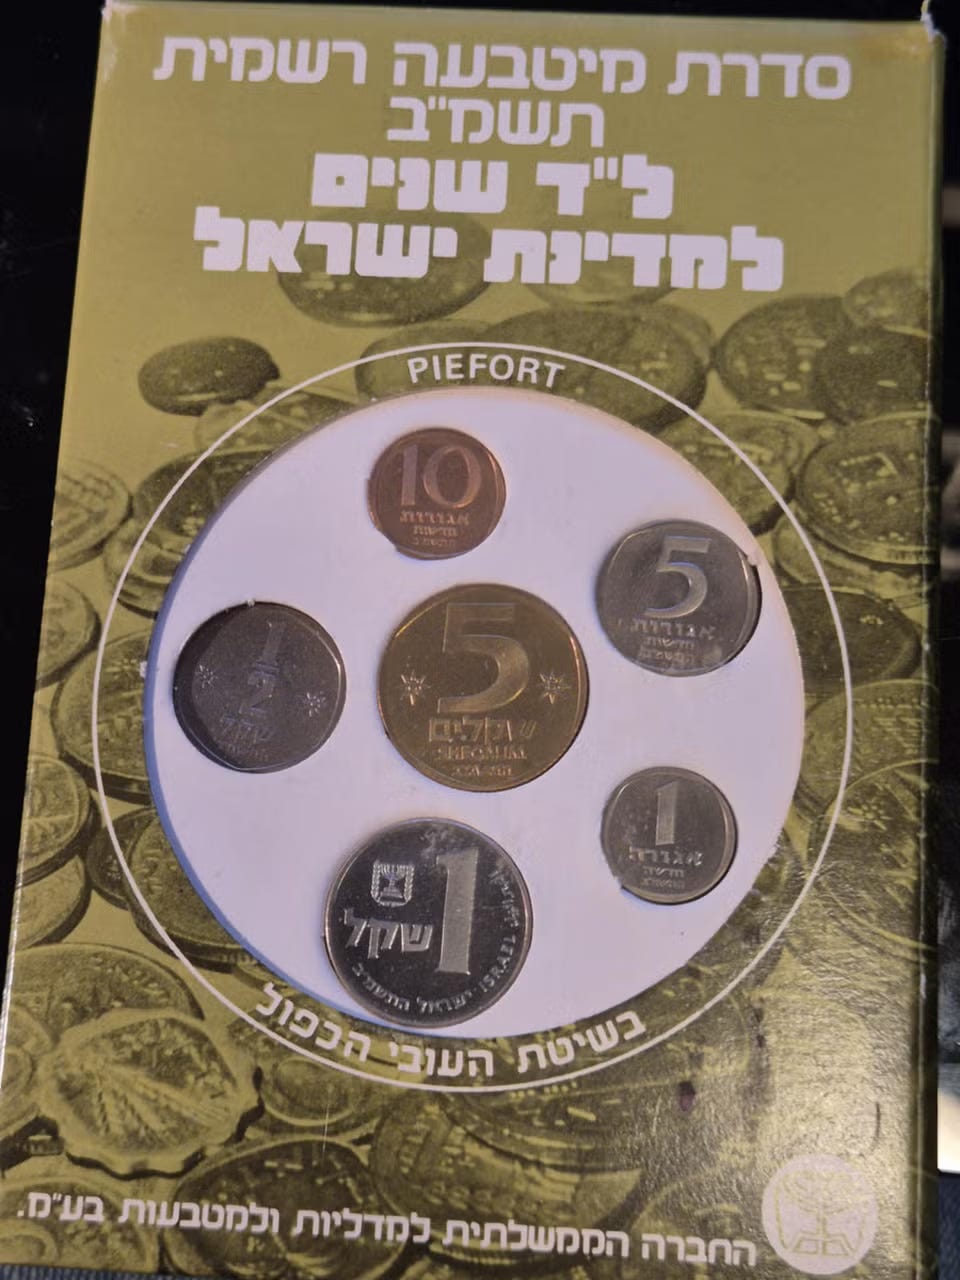 סדרת מיטבעה רשמית
תשמ"ב
ל"ד שנים
למדינת ישראל
PIEFORT
10
אגורות
חדשות
5
אגורות
חדשות
1
2
שקל
5
שקלים
SHEQALIM
1
אגורה
חדשה
1
שקל
ישראל התשמ"ב ISRAEL
בשיטת העובי הכפול
החברה הממשלתית למדליות ולמטבעות בע"מ.